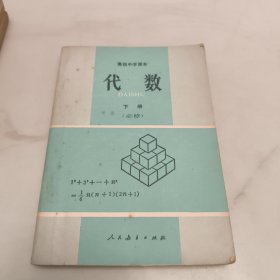 高级中学课本
代数
DAISHU
下册
(必修)
1²+2²+⋯+n²
=⅙n(n+1)(2n+1)
人民教育出版社